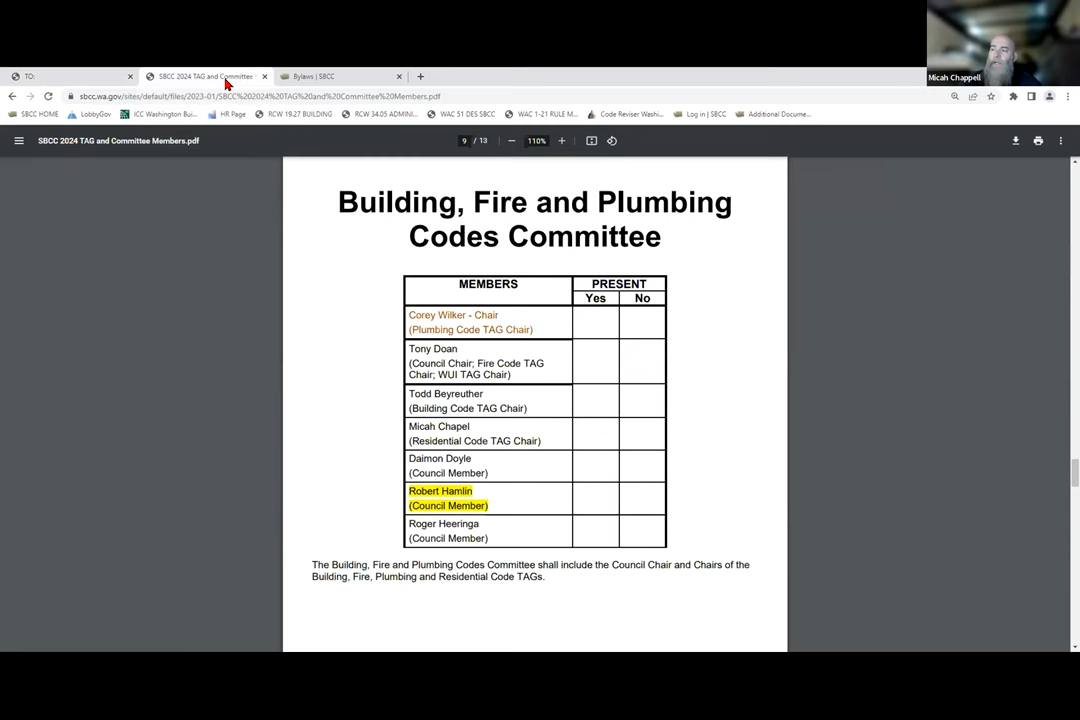 Micah Chappell
TO:
SBCC 2024 TAG and Committee
Bylaws | SBCC
sbcc.wa.gov/sites/default/files/2023-01/SBCC%202024%20TAG%20and%20Committee%20Members.pdf
SBCC HOME LobbyGov ICC Washington Bui... HR Page RCW 19.27 BUILDING RCW 34.05 ADMINI... WAC 51 DES SBCC WAC 1-21 RULE M... Code Reviser Washi... Log in | SBCC Additional Docume...
SBCC 2024 TAG and Committee Members.pdf
9 / 13
110%
Building, Fire and Plumbing
Codes Committee
MEMBERS PRESENT
Yes No
Corey Wilker - Chair
(Plumbing Code TAG Chair)
Tony Doan
(Council Chair; Fire Code TAG
Chair; WUI TAG Chair)
Todd Beyreuther
(Building Code TAG Chair)
Micah Chapel
(Residential Code TAG Chair)
Daimon Doyle
(Council Member)
Robert Hamlin
(Council Member)
Roger Heeringa
(Council Member)
The Building, Fire and Plumbing Codes Committee shall include the Council Chair and Chairs of the
Building, Fire, Plumbing and Residential Code TAGs.